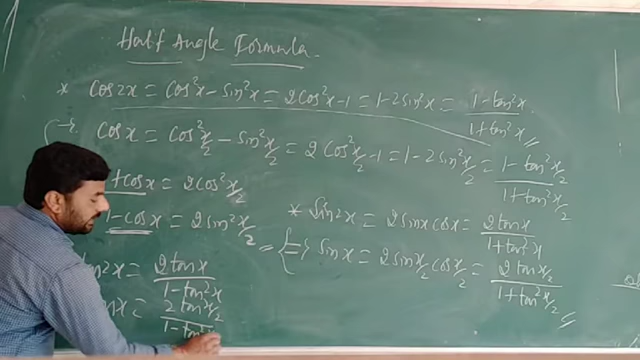 Half Angle Formula.
* Cos2x = Cos²x - Sin²x = 2Cos²x - 1 = 1 - 2Sin²x = (1 - tan²x)/(1 + tan²x) //
Cosx = Cos²x/2 - Sin²x/2 = 2Cos²x/2 - 1 = 1 - 2Sin²x/2 = (1 - tan²x/2)/(1 + tan²x/2)
+cosx = 2Cos²x/2
1-cosx = 2Sin²x/2
* Sin2x = 2Sinx cosx = 2tanx/(1 + tan²x)
=> Sinx = 2Sinx/2 cosx/2 = 2tanx/2/(1 + tan²x/2) //
2x = 2tanx/(1 - tan²x)
x = 2tanx/2/(1 - tan